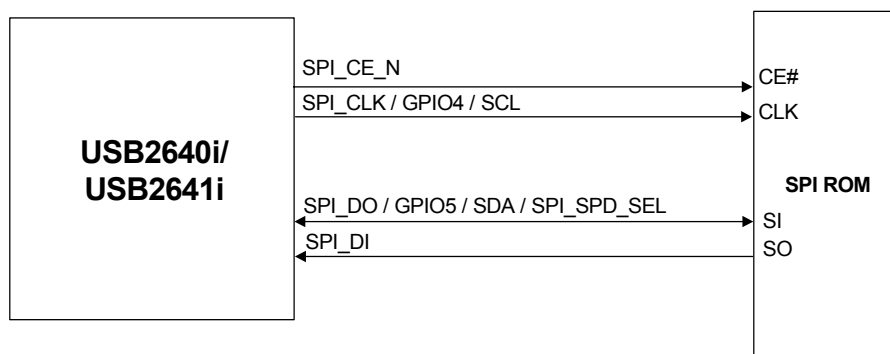 SPI_CE_N
CE#
SPI_CLK / GPIO4 / SCL
CLK
USB2640i/
USB2641i
SPI ROM
SPI_DO / GPIO5 / SDA / SPI_SPD_SEL
SI
SPI_DI
SO